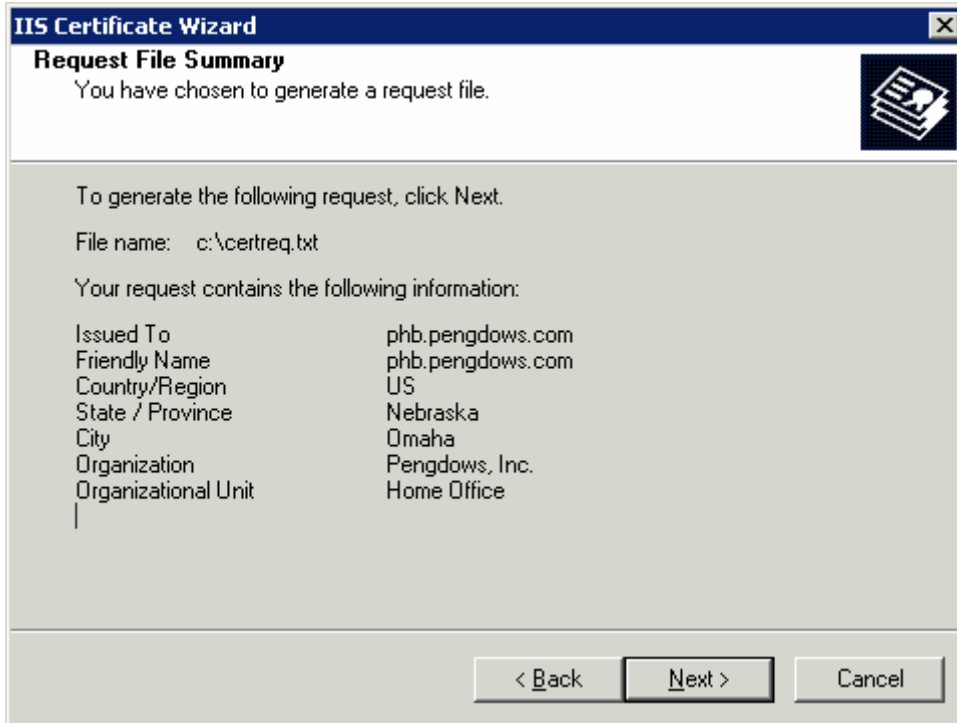 IIS Certificate Wizard
Request File Summary
You have chosen to generate a request file.
To generate the following request, click Next.
File name: c:\certreq.txt
Your request contains the following information:
Issued To phb.pengdows.com
Friendly Name phb.pengdows.com
Country/Region US
State / Province Nebraska
City Omaha
Organization Pengdows, Inc.
Organizational Unit Home Office
< Back Next > Cancel